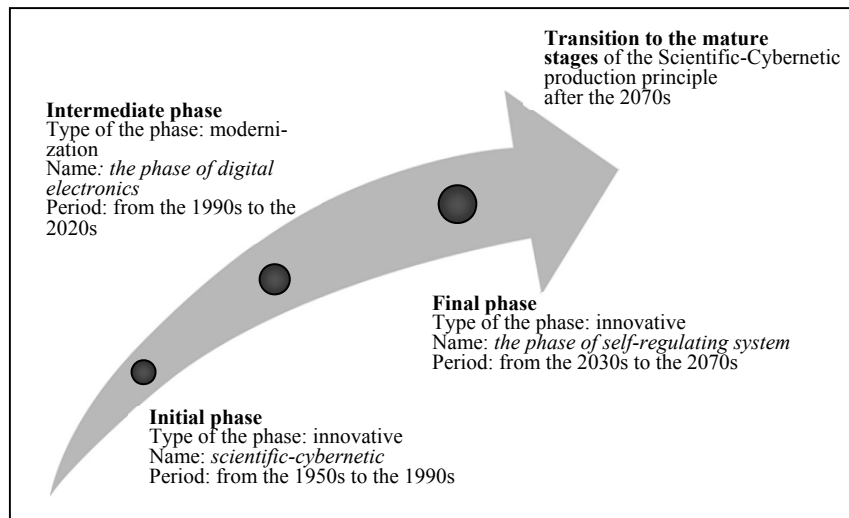 Transition to the mature
stages of the Scientific-Cybernetic
production principle
after the 2070s
Intermediate phase
Type of the phase: moderni-
zation
Name: the phase of digital
electronics
Period: from the 1990s to the
2020s
Final phase
Type of the phase: innovative
Name: the phase of self-regulating system
Period: from the 2030s to the 2070s
Initial phase
Type of the phase: innovative
Name: scientific-cybernetic
Period: from the 1950s to the 1990s